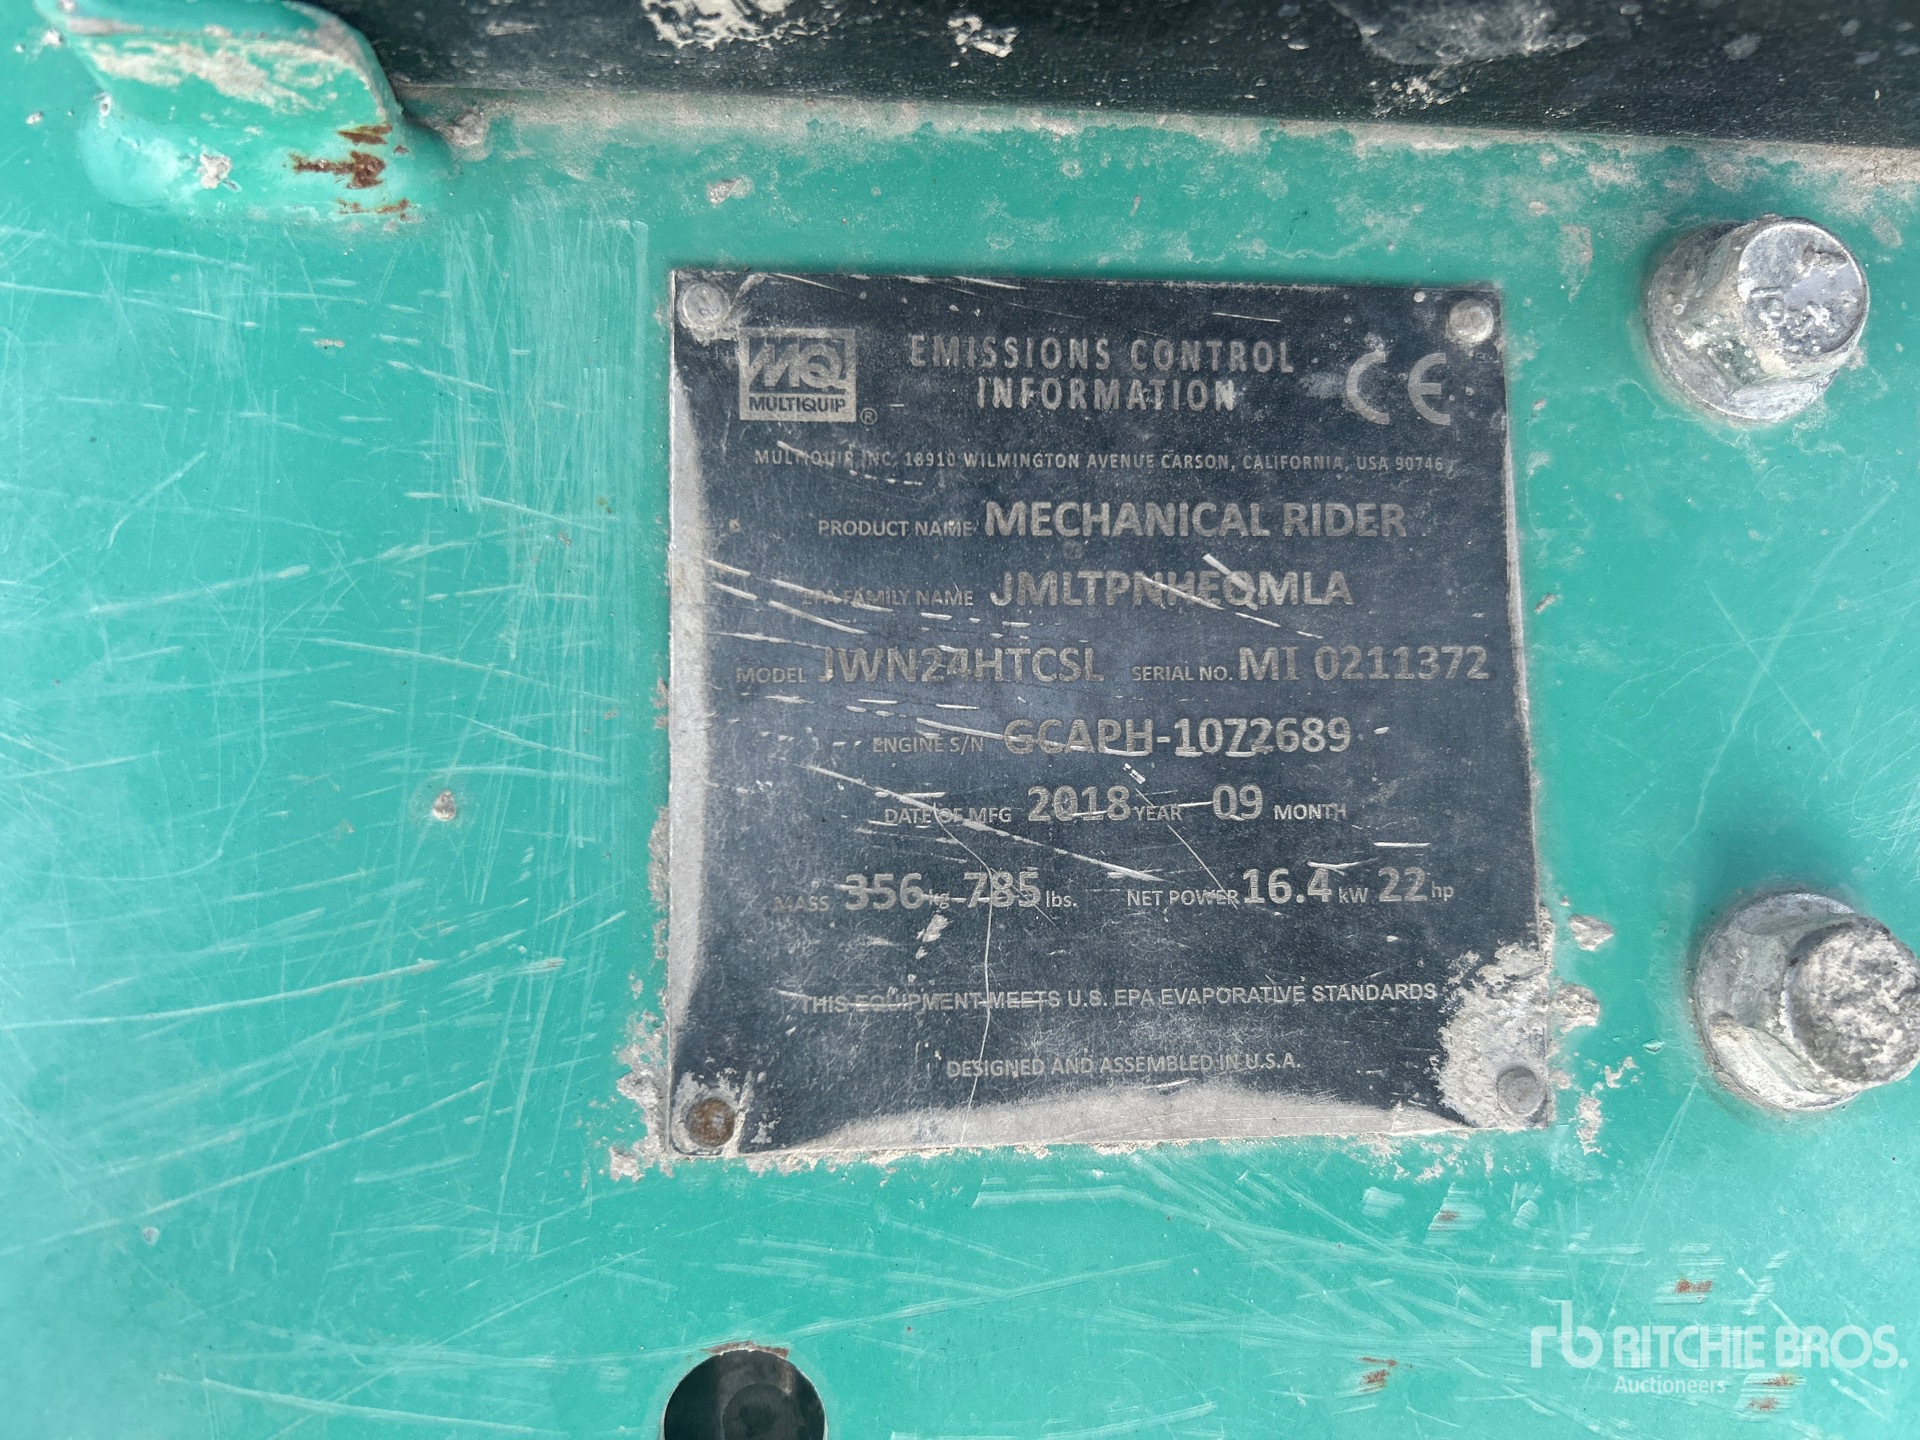 MQ
MULTIQUIP
®
EMISSIONS CONTROL
INFORMATION
CE
MULTIQUIP INC. 18910 WILMINGTON AVENUE CARSON, CALIFORNIA, USA 90746
PRODUCT NAME MECHANICAL RIDER
EPA FAMILY NAME JMLTPNHEQMLA
MODEL JWN24HTCSL SERIAL NO. MI 0211372
ENGINE S/N GCAPH-1072689
DATE OF MFG 2018 YEAR 09 MONTH
MASS 356 kg 785 lbs. NET POWER 16.4 kW 22 hp
THIS EQUIPMENT MEETS U.S. EPA EVAPORATIVE STANDARDS
DESIGNED AND ASSEMBLED IN U.S.A.
rb RITCHIE BROS.
Auctioneers